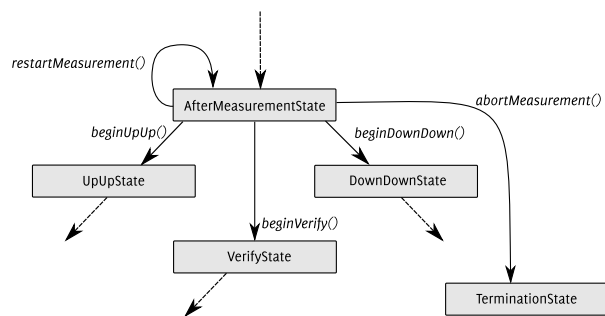 restartMeasurement()
AfterMeasurementState
abortMeasurement()
beginUpUp()
beginDownDown()
UpUpState
DownDownState
beginVerify()
VerifyState
TerminationState